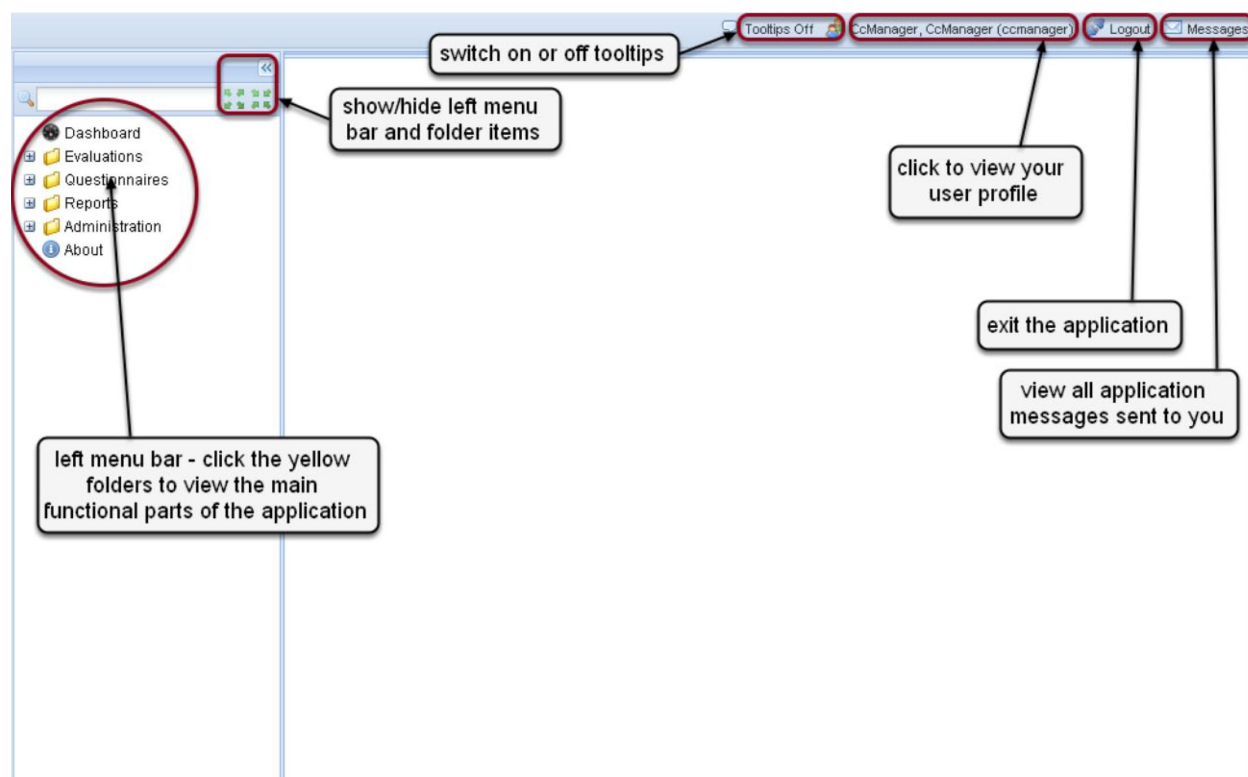 Tooltips Off
CcManager, CcManager (ccmanager)
Logout
Messages
switch on or off tooltips
show/hide left menu
bar and folder items
Dashboard
Evaluations
Questionnaires
Reports
Administration
About
click to view your
user profile
exit the application
view all application
messages sent to you
left menu bar - click the yellow
folders to view the main
functional parts of the application